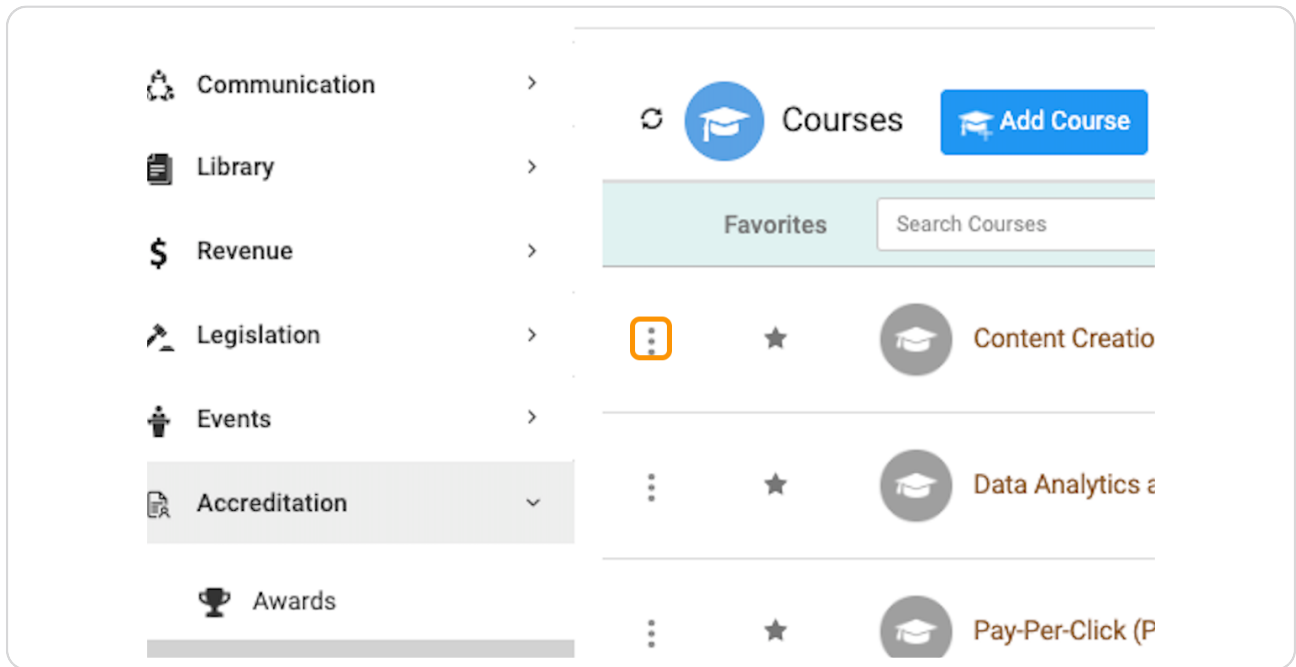 Communication
Library
Revenue
Legislation
Events
Accreditation
Awards
Courses
Add Course
Favorites
Search Courses
Content Creatio
Data Analytics a
Pay-Per-Click (P